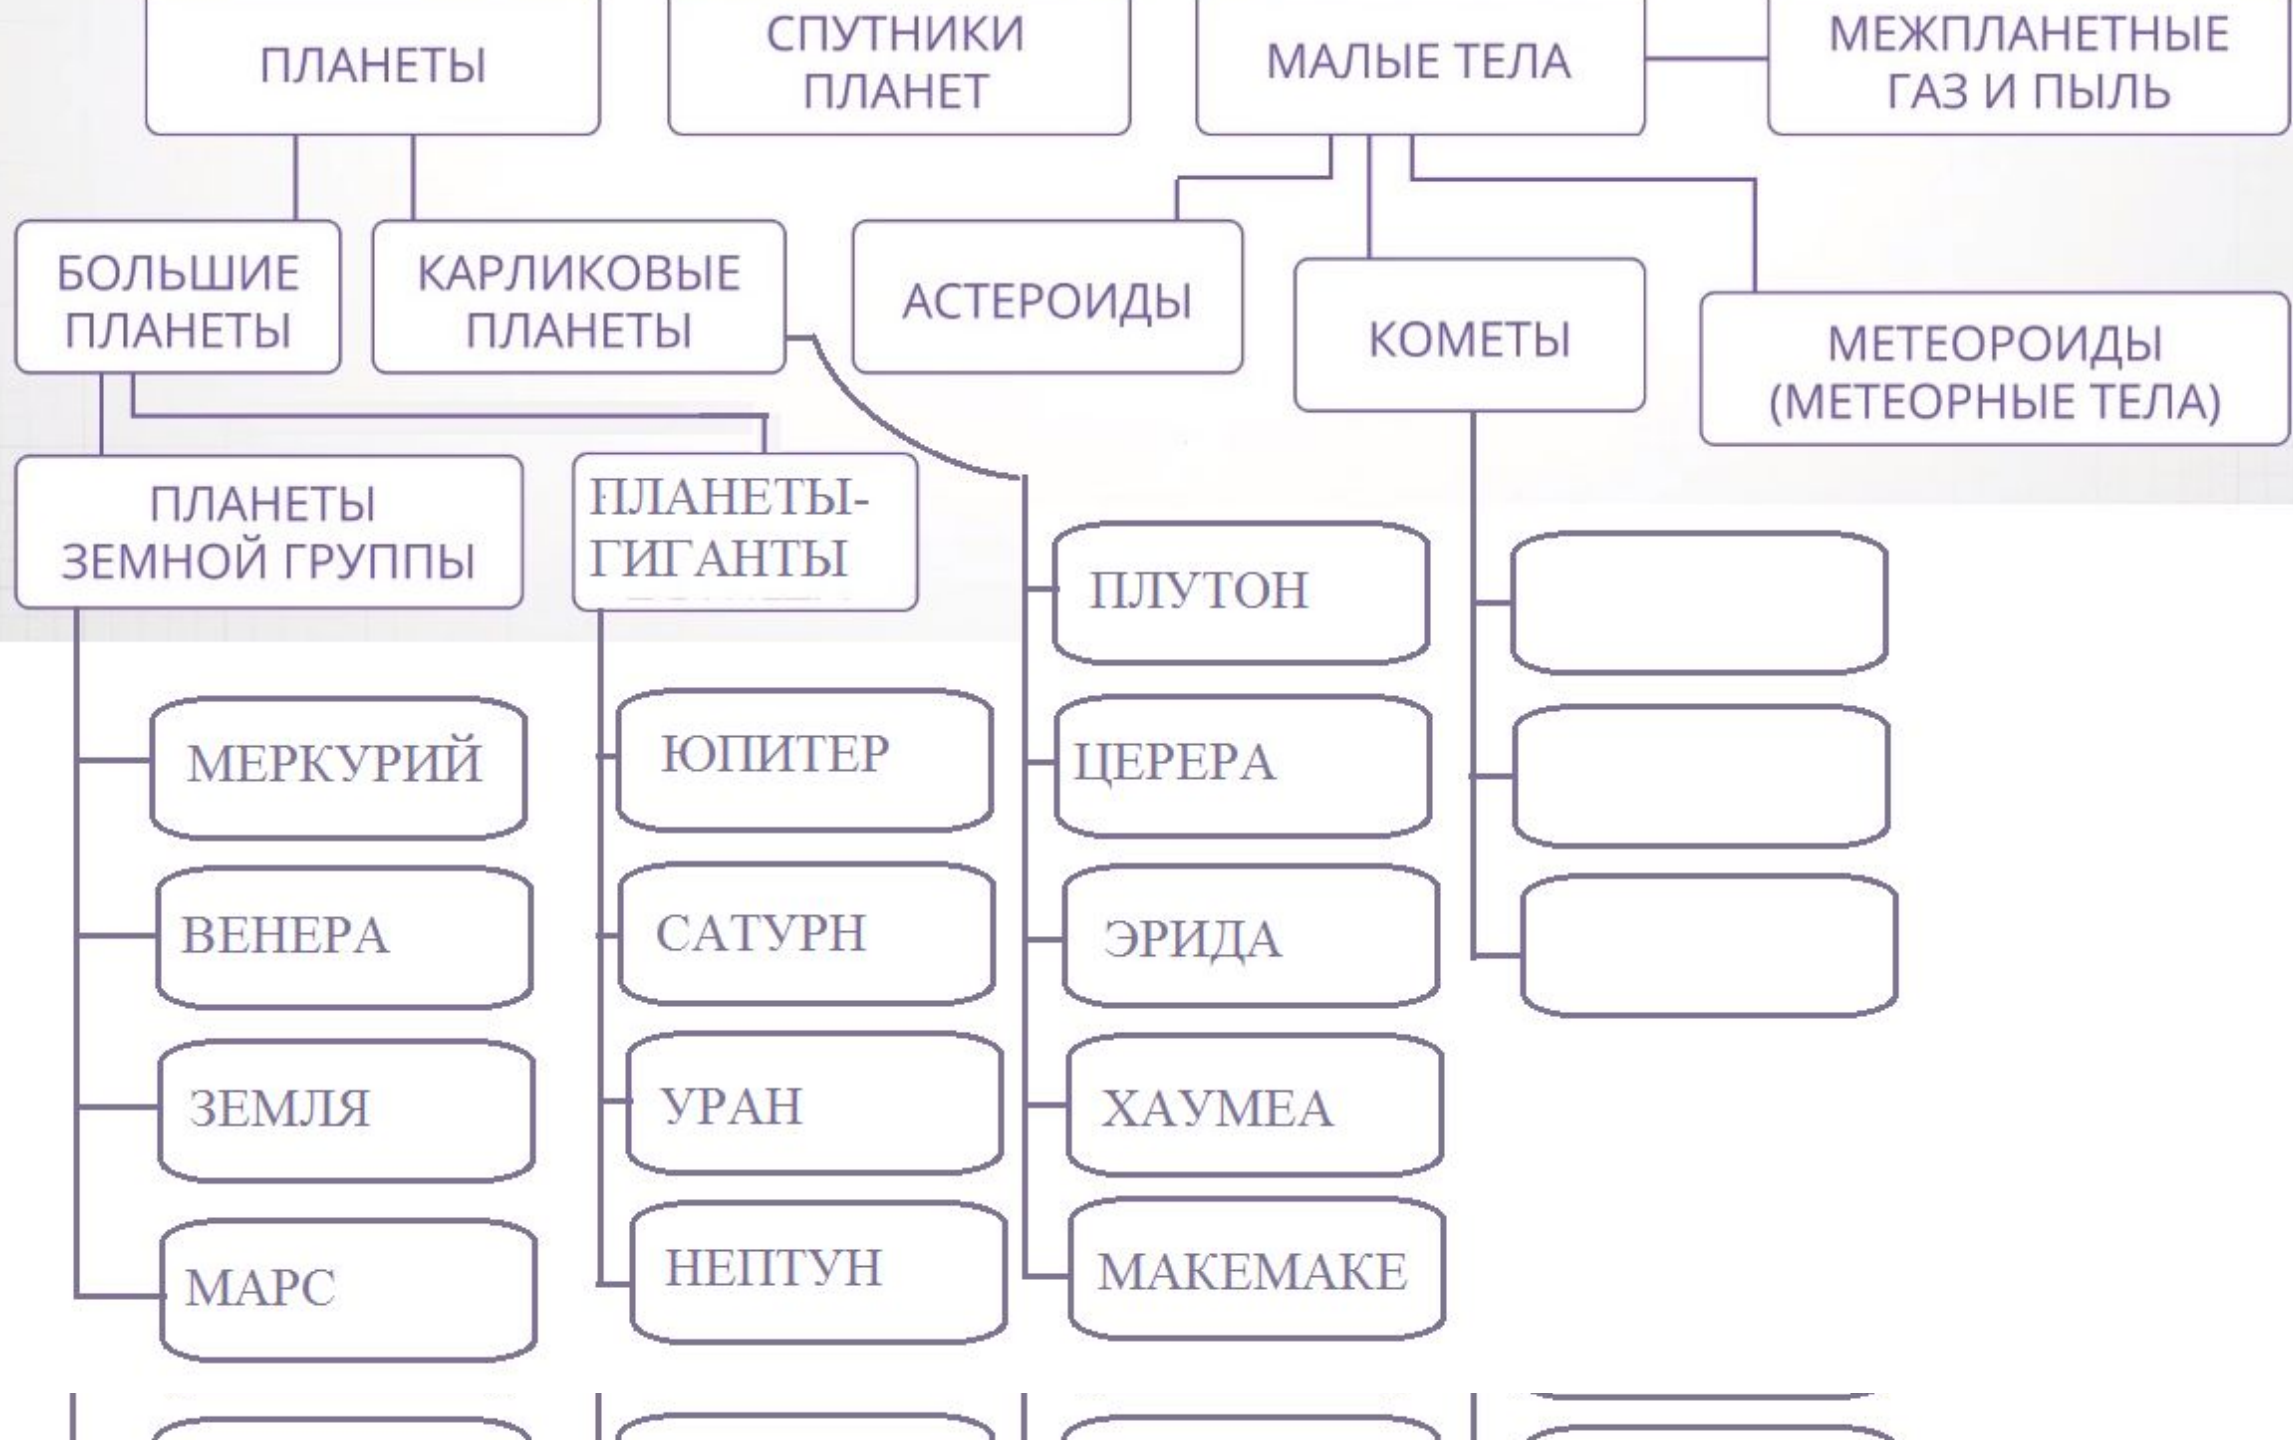 ПЛАНЕТЫ
СПУТНИКИ
ПЛАНЕТ
МАЛЫЕ ТЕЛА
МЕЖПЛАНЕТНЫЕ
ГАЗ И ПЫЛЬ
БОЛЬШИЕ
ПЛАНЕТЫ
КАРЛИКОВЫЕ
ПЛАНЕТЫ
АСТЕРОИДЫ
КОМЕТЫ
МЕТЕОРОИДЫ
(МЕТЕОРНЫЕ ТЕЛА)
ПЛАНЕТЫ
ЗЕМНОЙ ГРУППЫ
ПЛАНЕТЫ-
ГИГАНТЫ
МЕРКУРИЙ
ВЕНЕРА
ЗЕМЛЯ
МАРС
ЮПИТЕР
САТУРН
УРАН
НЕПТУН
ПЛУТОН
ЦЕРЕРА
ЭРИДА
ХАУМЕА
МАКЕМАКЕ